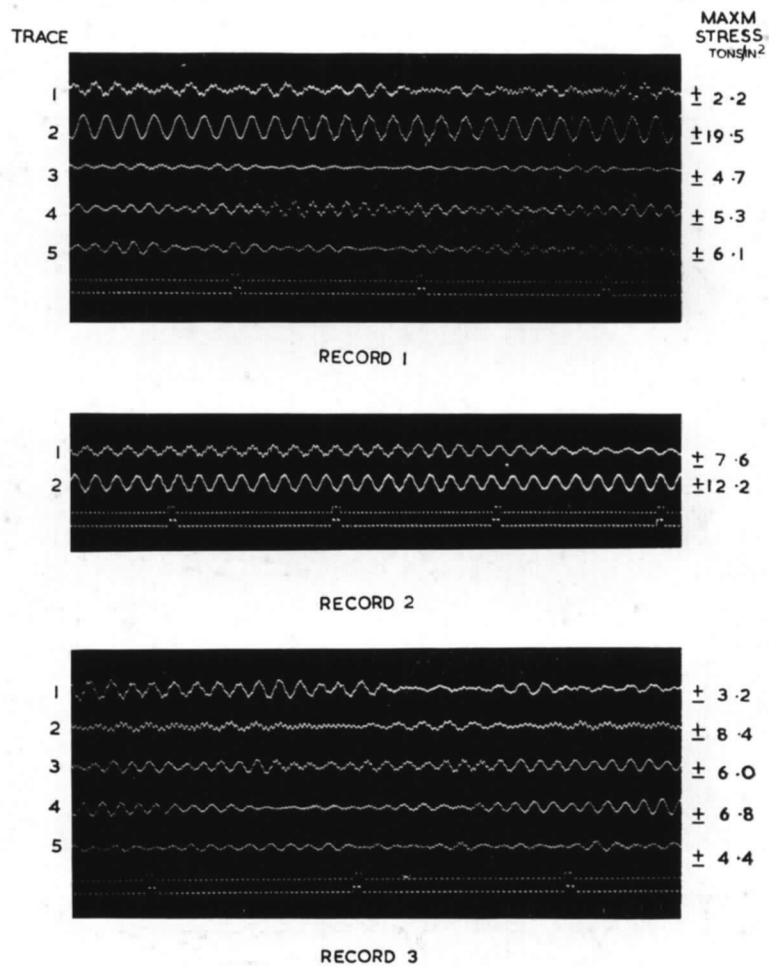 TRACE
MAXM
STRESS
TONS/IN.²
1 ± 2·2
2 ±19·5
3 ± 4·7
4 ± 5·3
5 ± 6·1
RECORD 1
1 ± 7·6
2 ±12·2
RECORD 2
1 ± 3·2
2 ± 8·4
3 ± 6·0
4 ± 6·8
5 ± 4·4
RECORD 3